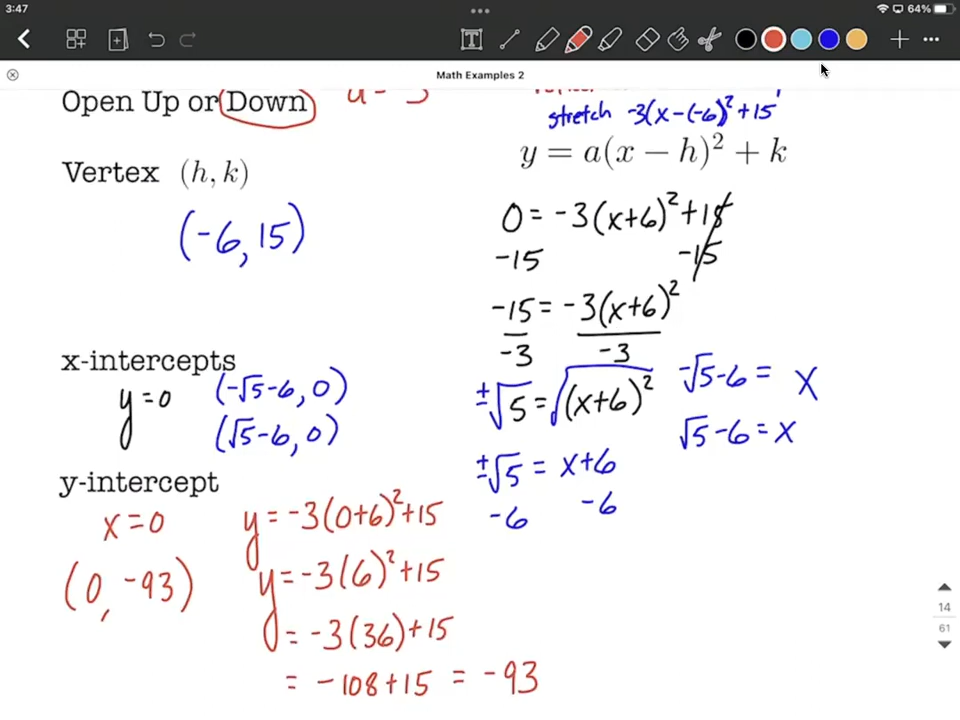 3:47
64%
Math Examples 2
Open Up or Down
stretch -3(x-(-6)²+15
Vertex (h, k)
y = a(x − h)² + k
(-6, 15)
0 = -3(x+6)²+15
-15 -15
-15 = -3(x+6)²
-3 -3
x-intercepts
y=0 (-√5-6, 0)
(√5-6, 0)
±√5 = √(x+6)²
-√5-6 = x
√5-6 = x
±√5 = x+6
-6 -6
y-intercept
x=0
(0, -93)
y = -3(0+6)²+15
y = -3(6)²+15
= -3(36)+15
= -108+15 = -93
14
61